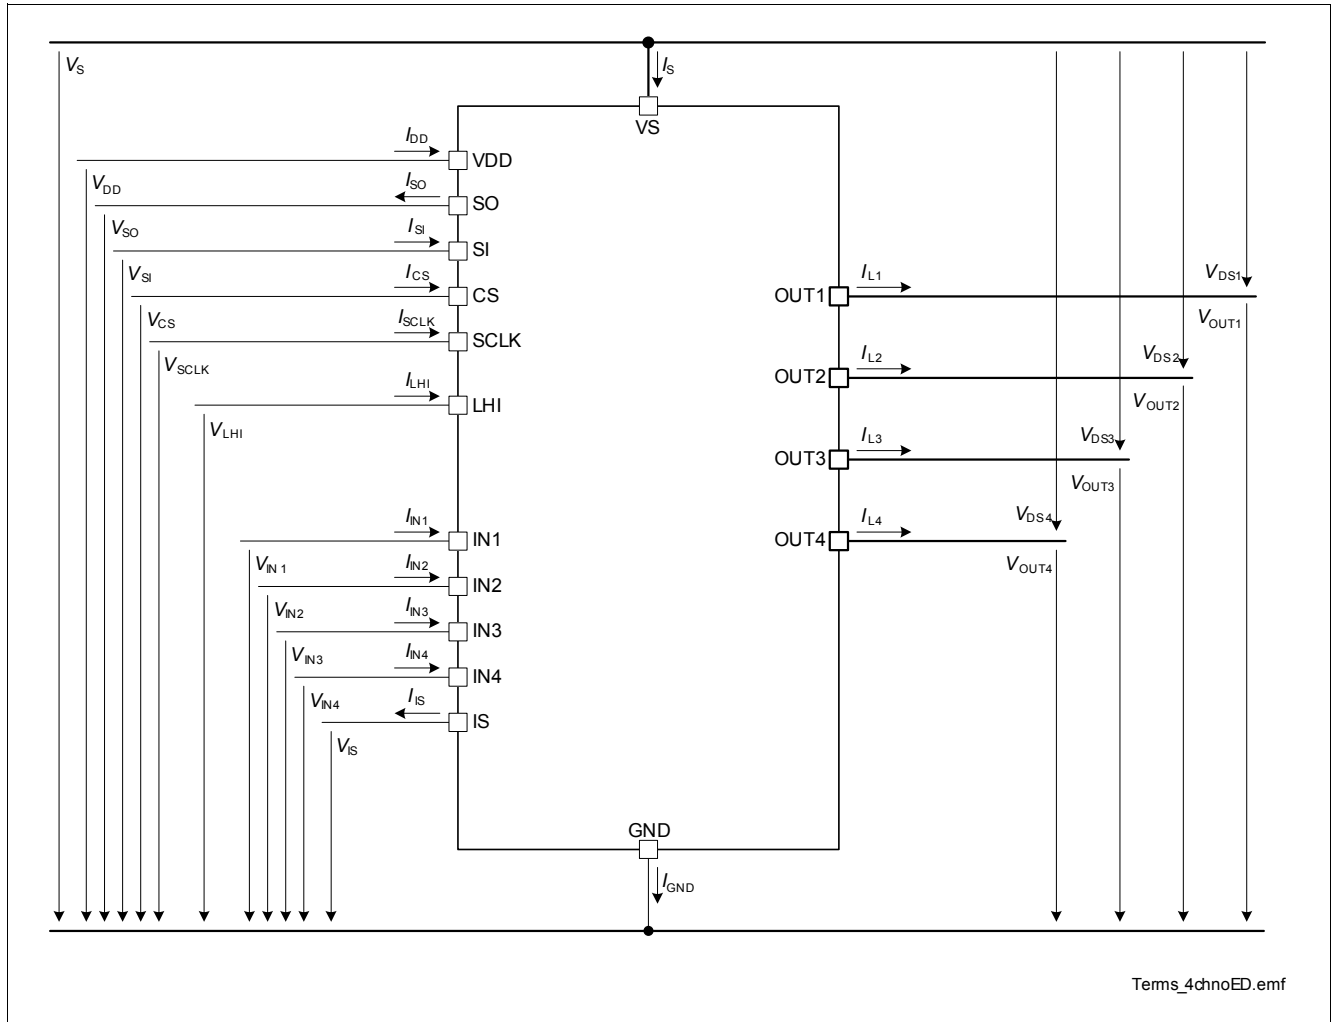 VS
IS
VS
IDD
VDD
VDD
ISO
SO
VSO
ISI
SI
VSI
ICS
CS
VCS
ISCLK
SCLK
VSCLK
ILHI
LHI
VLHI
IL1
VDS1
OUT1
VOUT1
IL2
VDS2
OUT2
VOUT2
IL3
VDS3
OUT3
VOUT3
IL4
VDS4
OUT4
VOUT4
IIN1
IN1
VIN 1
IIN2
IN2
VIN2
IIN3
IN3
VIN3
IIN4
IN4
VIN4
IIS
IS
VIS
GND
IGND
Terms_4chnoED.emf